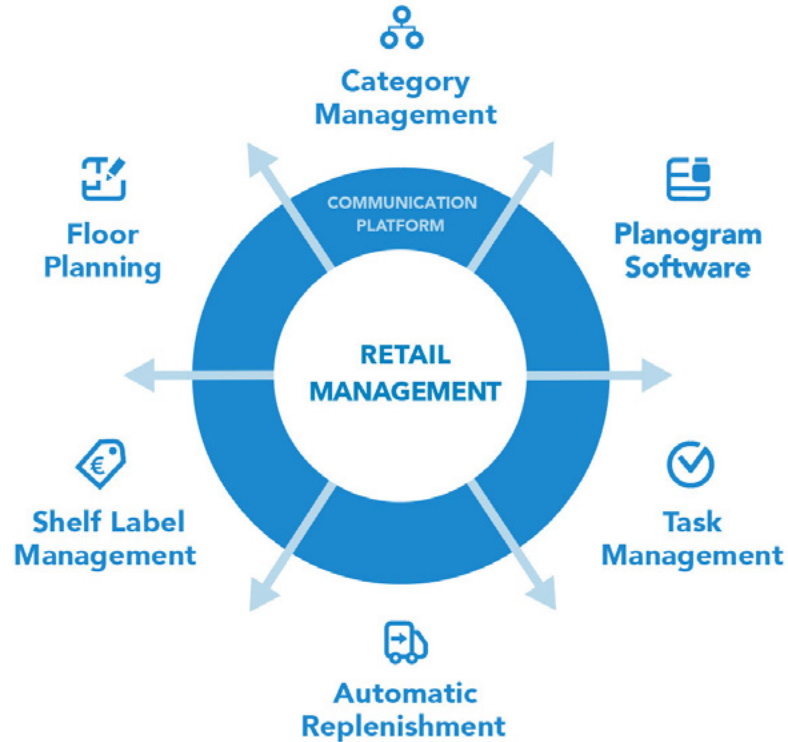 Category
Management
Floor
Planning
COMMUNICATION
PLATFORM
Planogram
Software
RETAIL
MANAGEMENT
€
Shelf Label
Management
Task
Management
Automatic
Replenishment